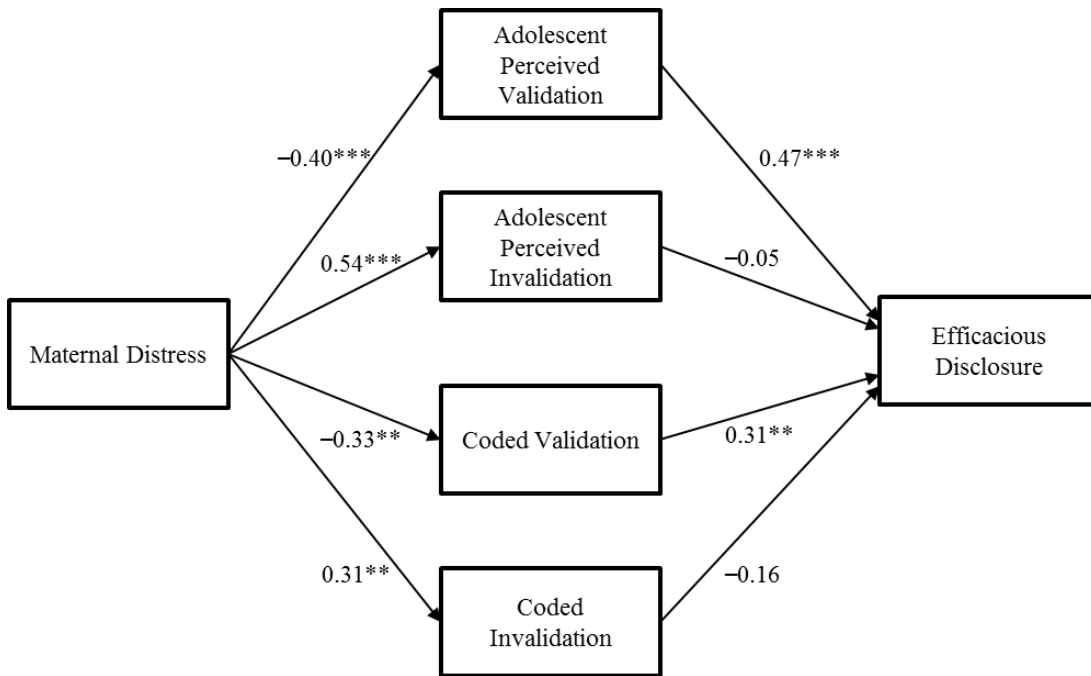 Adolescent
Perceived
Validation
−0.40***
0.47***
Adolescent
Perceived
Invalidation
0.54***
−0.05
Maternal Distress
Efficacious
Disclosure
Coded Validation
−0.33**
0.31**
0.31**
−0.16
Coded
Invalidation